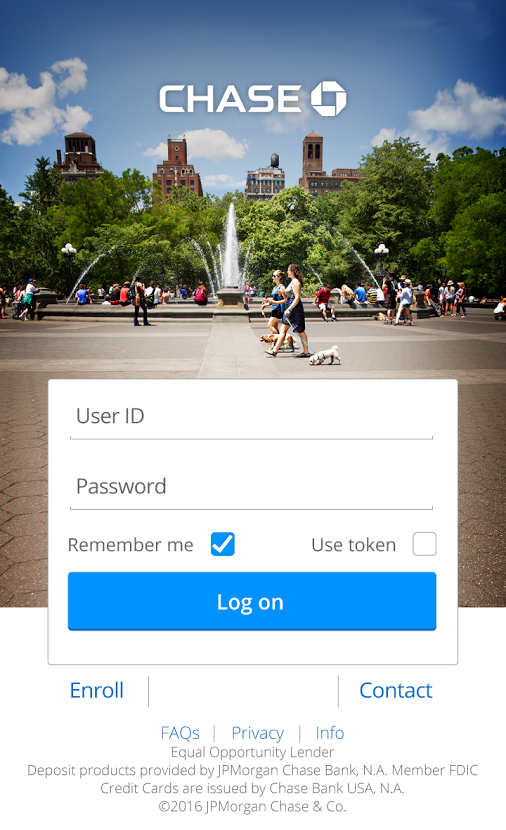 CHASE
User ID
Password
Remember me Use token
Log on
Enroll Contact
FAQs | Privacy | Info
Equal Opportunity Lender
Deposit products provided by JPMorgan Chase Bank, N.A. Member FDIC
Credit Cards are issued by Chase Bank USA, N.A.
©2016 JPMorgan Chase & Co.